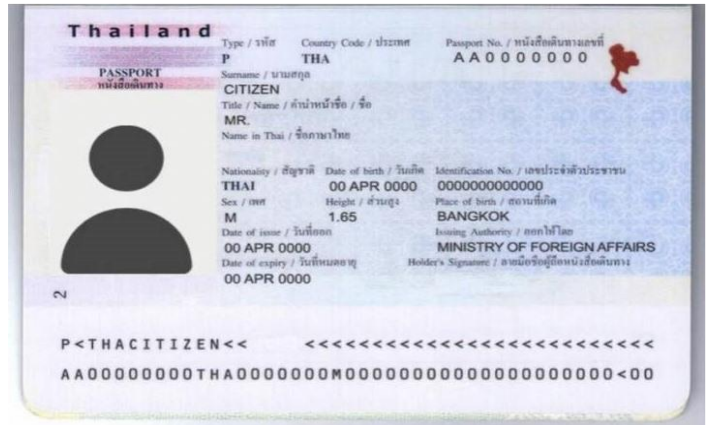 Thailand
PASSPORT
หนังสือเดินทาง
Type / รหัส Country Code / ประเทศ Passport No. / หนังสือเดินทางเลขที่
P THA AA0000000
Surname / นามสกุล
CITIZEN
Title / Name / คำนำหน้าชื่อ / ชื่อ
MR.
Name in Thai / ชื่อภาษาไทย
Nationality / สัญชาติ Date of birth / วันเกิด Identification No. / เลขประจำตัวประชาชน
THAI 00 APR 0000 0000000000000
Sex / เพศ Height / ส่วนสูง Place of birth / สถานที่เกิด
M 1.65 BANGKOK
Date of issue / วันที่ออก Issuing Authority / ออกให้โดย
00 APR 0000 MINISTRY OF FOREIGN AFFAIRS
Date of expiry / วันที่หมดอายุ Holder's Signature / ลายมือชื่อผู้ถือหนังสือเดินทาง
00 APR 0000
2
P<THACITIZEN<< <<<<<<<<<<<<<<<<<<<<<<<<<<
AA00000000THA0000000M00000000000000000000000<00